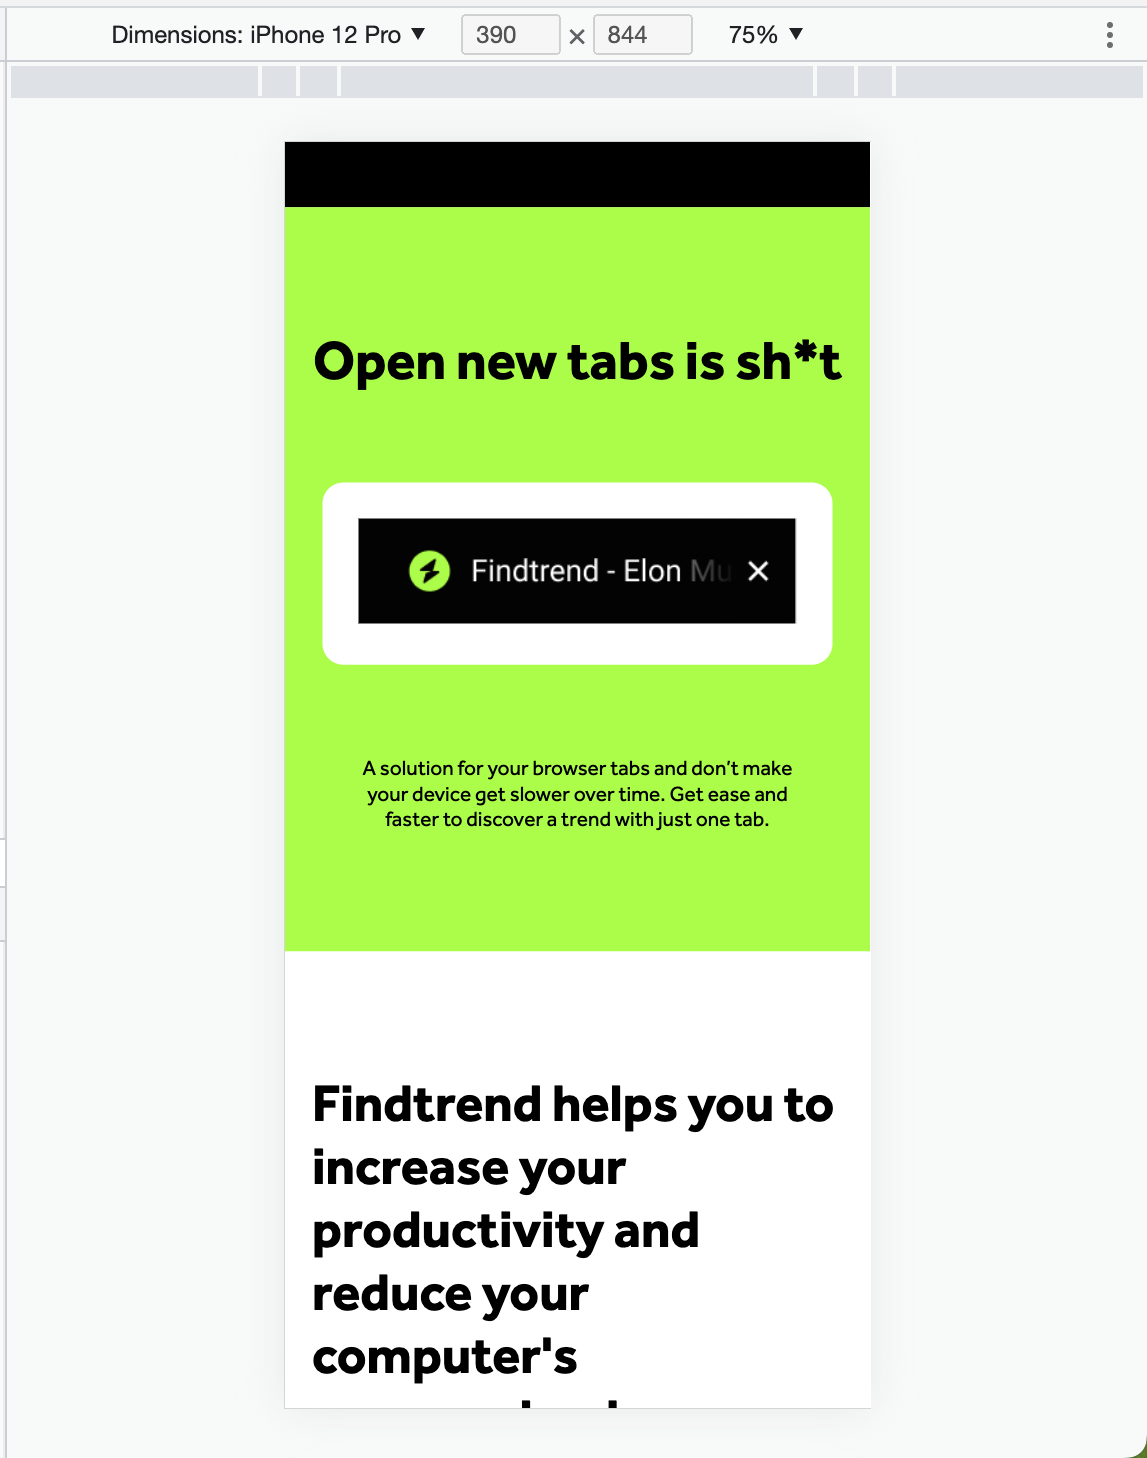 Dimensions: iPhone 12 Pro ▼ 390 × 844 75% ▼
Open new tabs is sh*t
Findtrend - Elon Mu ×
A solution for your browser tabs and don't make
your device get slower over time. Get ease and
faster to discover a trend with just one tab.
Findtrend helps you to
increase your
productivity and
reduce your
computer's